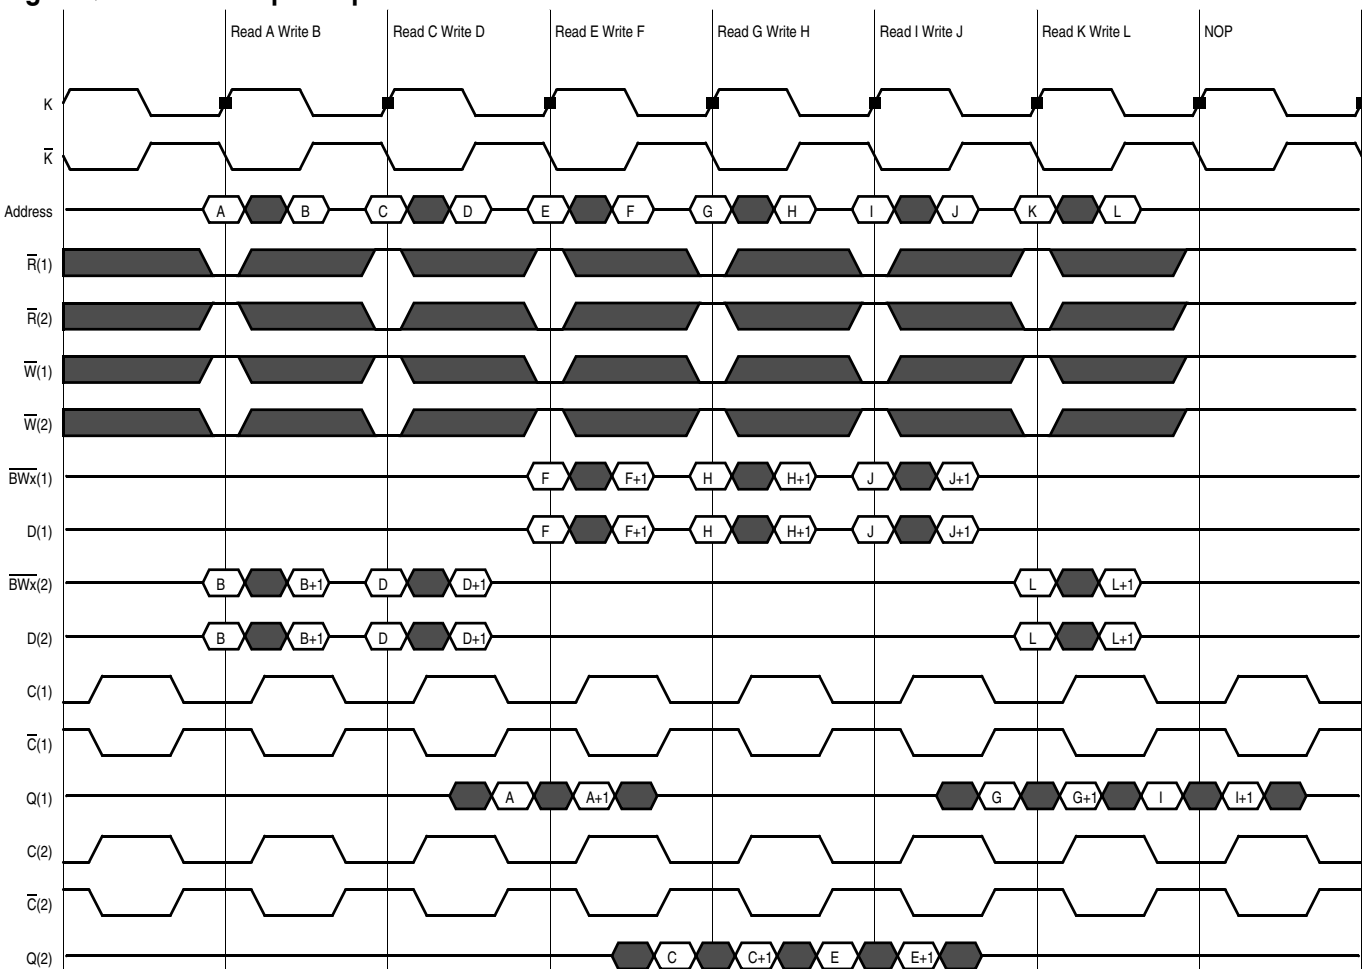 Read A Write B Read C Write D Read E Write F Read G Write H Read I Write J Read K Write L NOP
K
K̅
Address A B C D E F G H I J K L
R̅(1)
R̅(2)
W̅(1)
W̅(2)
B̅W̅x̅(1) F F+1 H H+1 J J+1
D(1) F F+1 H H+1 J J+1
B̅W̅x̅(2) B B+1 D D+1 L L+1
D(2) B B+1 D D+1 L L+1
C(1)
C̅(1)
Q(1) A A+1 G G+1 I I+1
C(2)
C̅(2)
Q(2) C C+1 E E+1